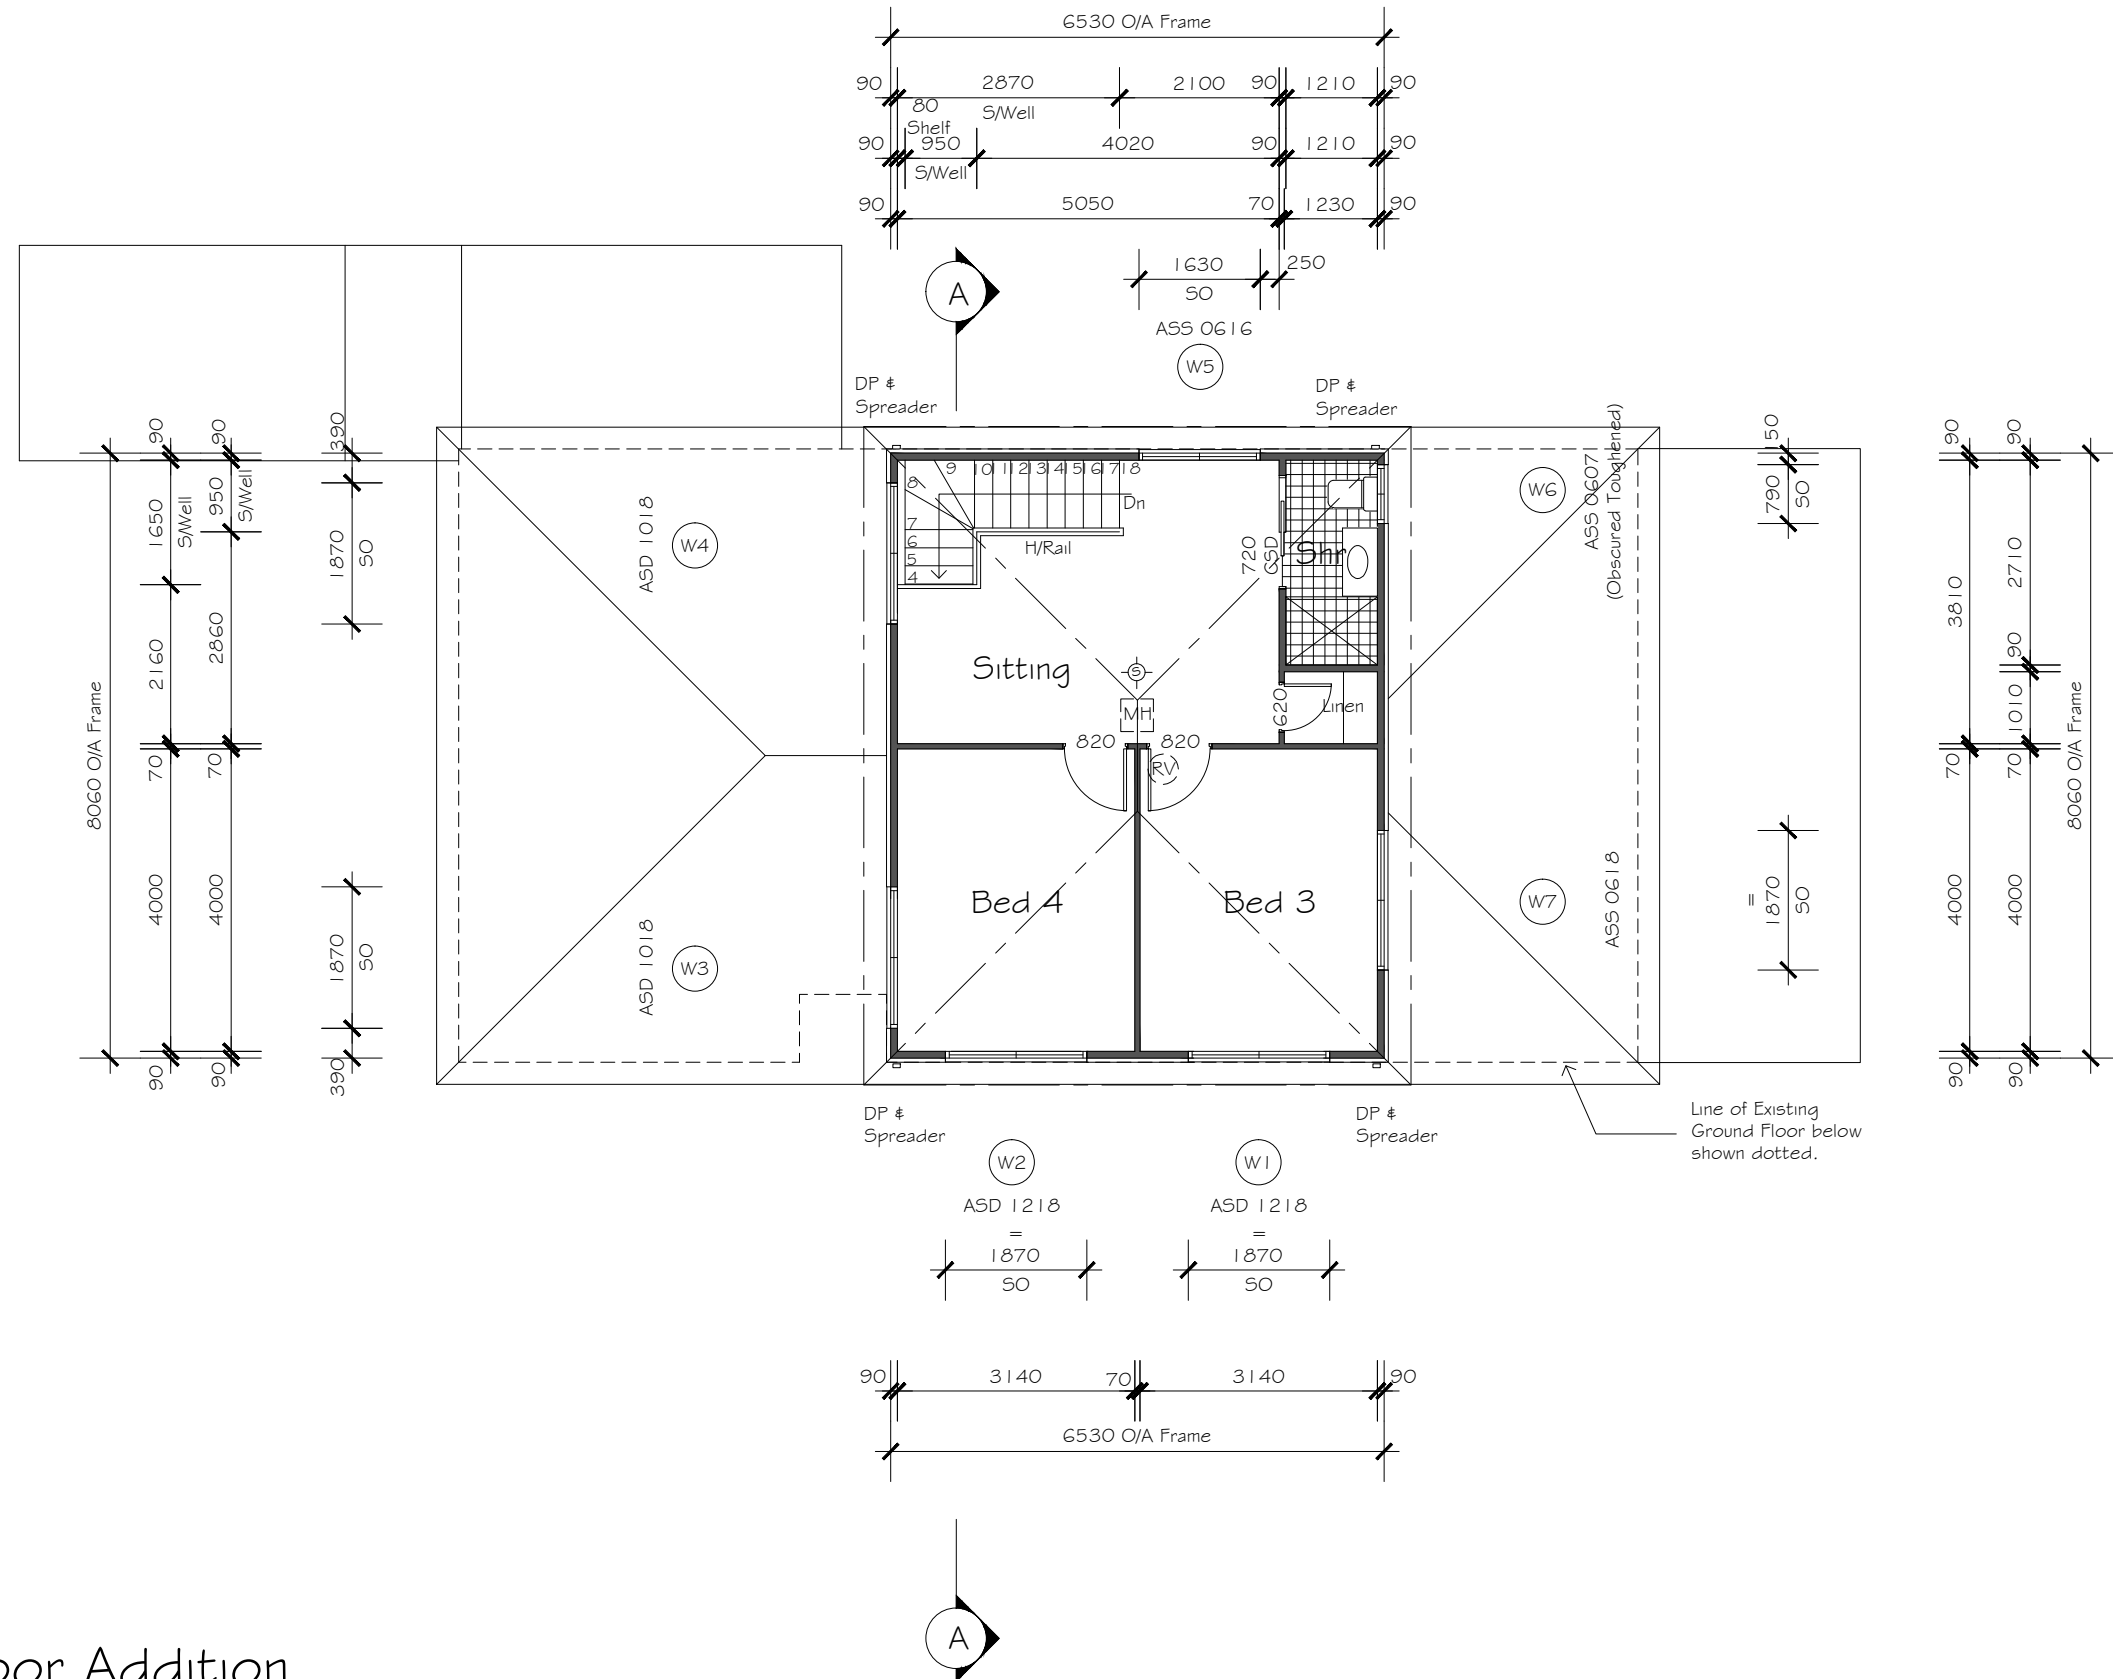 6530 O/A Frame
90 2870 2100 90 1210 90
80 S/Well
Shelf
90 950 4020 90 1210 90
S/Well
90 5050 70 1230 90
1630 250
SO
A
ASS 0616
W5
DP &
Spreader
DP &
Spreader
90 90 390
1650 S/Well 950 S/Well
1870 SO
2160 2860
8060 O/A Frame
70 70
4000 4000
1870 SO
90 90 390
ASD 1018
W4
ASD 1018
W3
9 10 11 12 13 14 15 16 17 18
8
7
6
5
4
Dn
H/Rail
720
CSD
Shr
Sitting
S
MH
620
Linen
820 820
RV
Bed 4 Bed 3
W6
ASS 0607
(Obscured Toughened)
W7
ASS 0618
150
790 SO
=
1870 SO
90 90
3810 2710
90
1010
70 70
4000 4000
90 90
8060 O/A Frame
Line of Existing
Ground Floor below
shown dotted.
DP &
Spreader
DP &
Spreader
W2 W1
ASD 1218 ASD 1218
= =
1870 1870
SO SO
90 3140 70 3140 90
6530 O/A Frame
A
Addition